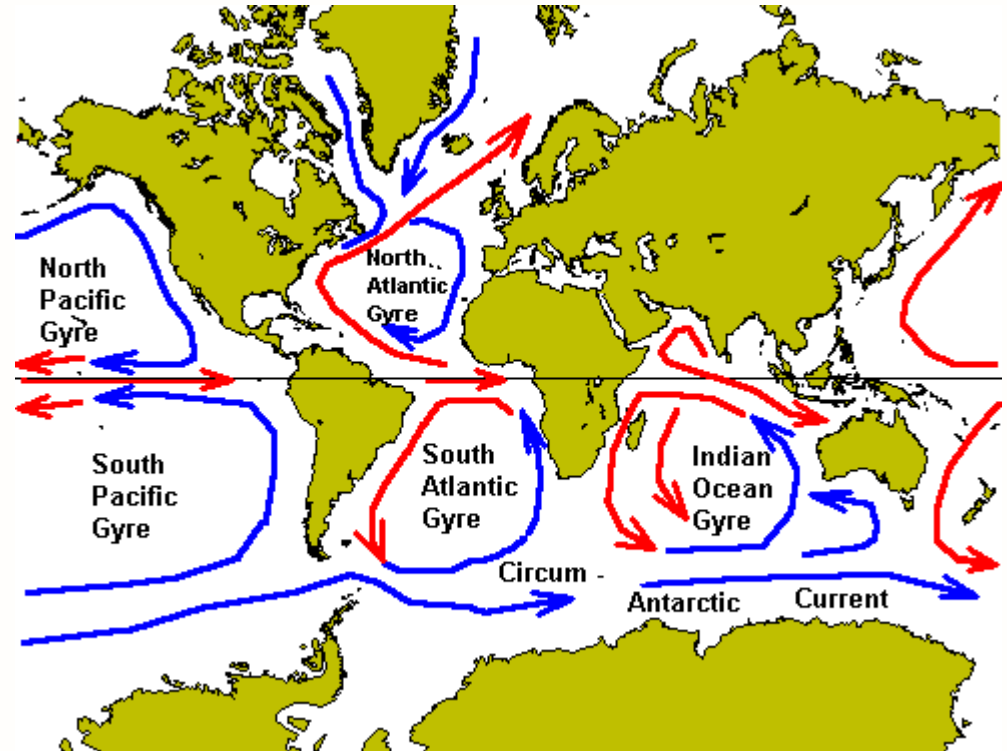 North
Pacific
Gyre
North
Atlantic
Gyre
South
Pacific
Gyre
South
Atlantic
Gyre
Indian
Ocean
Gyre
Circum -
Antarctic
Current